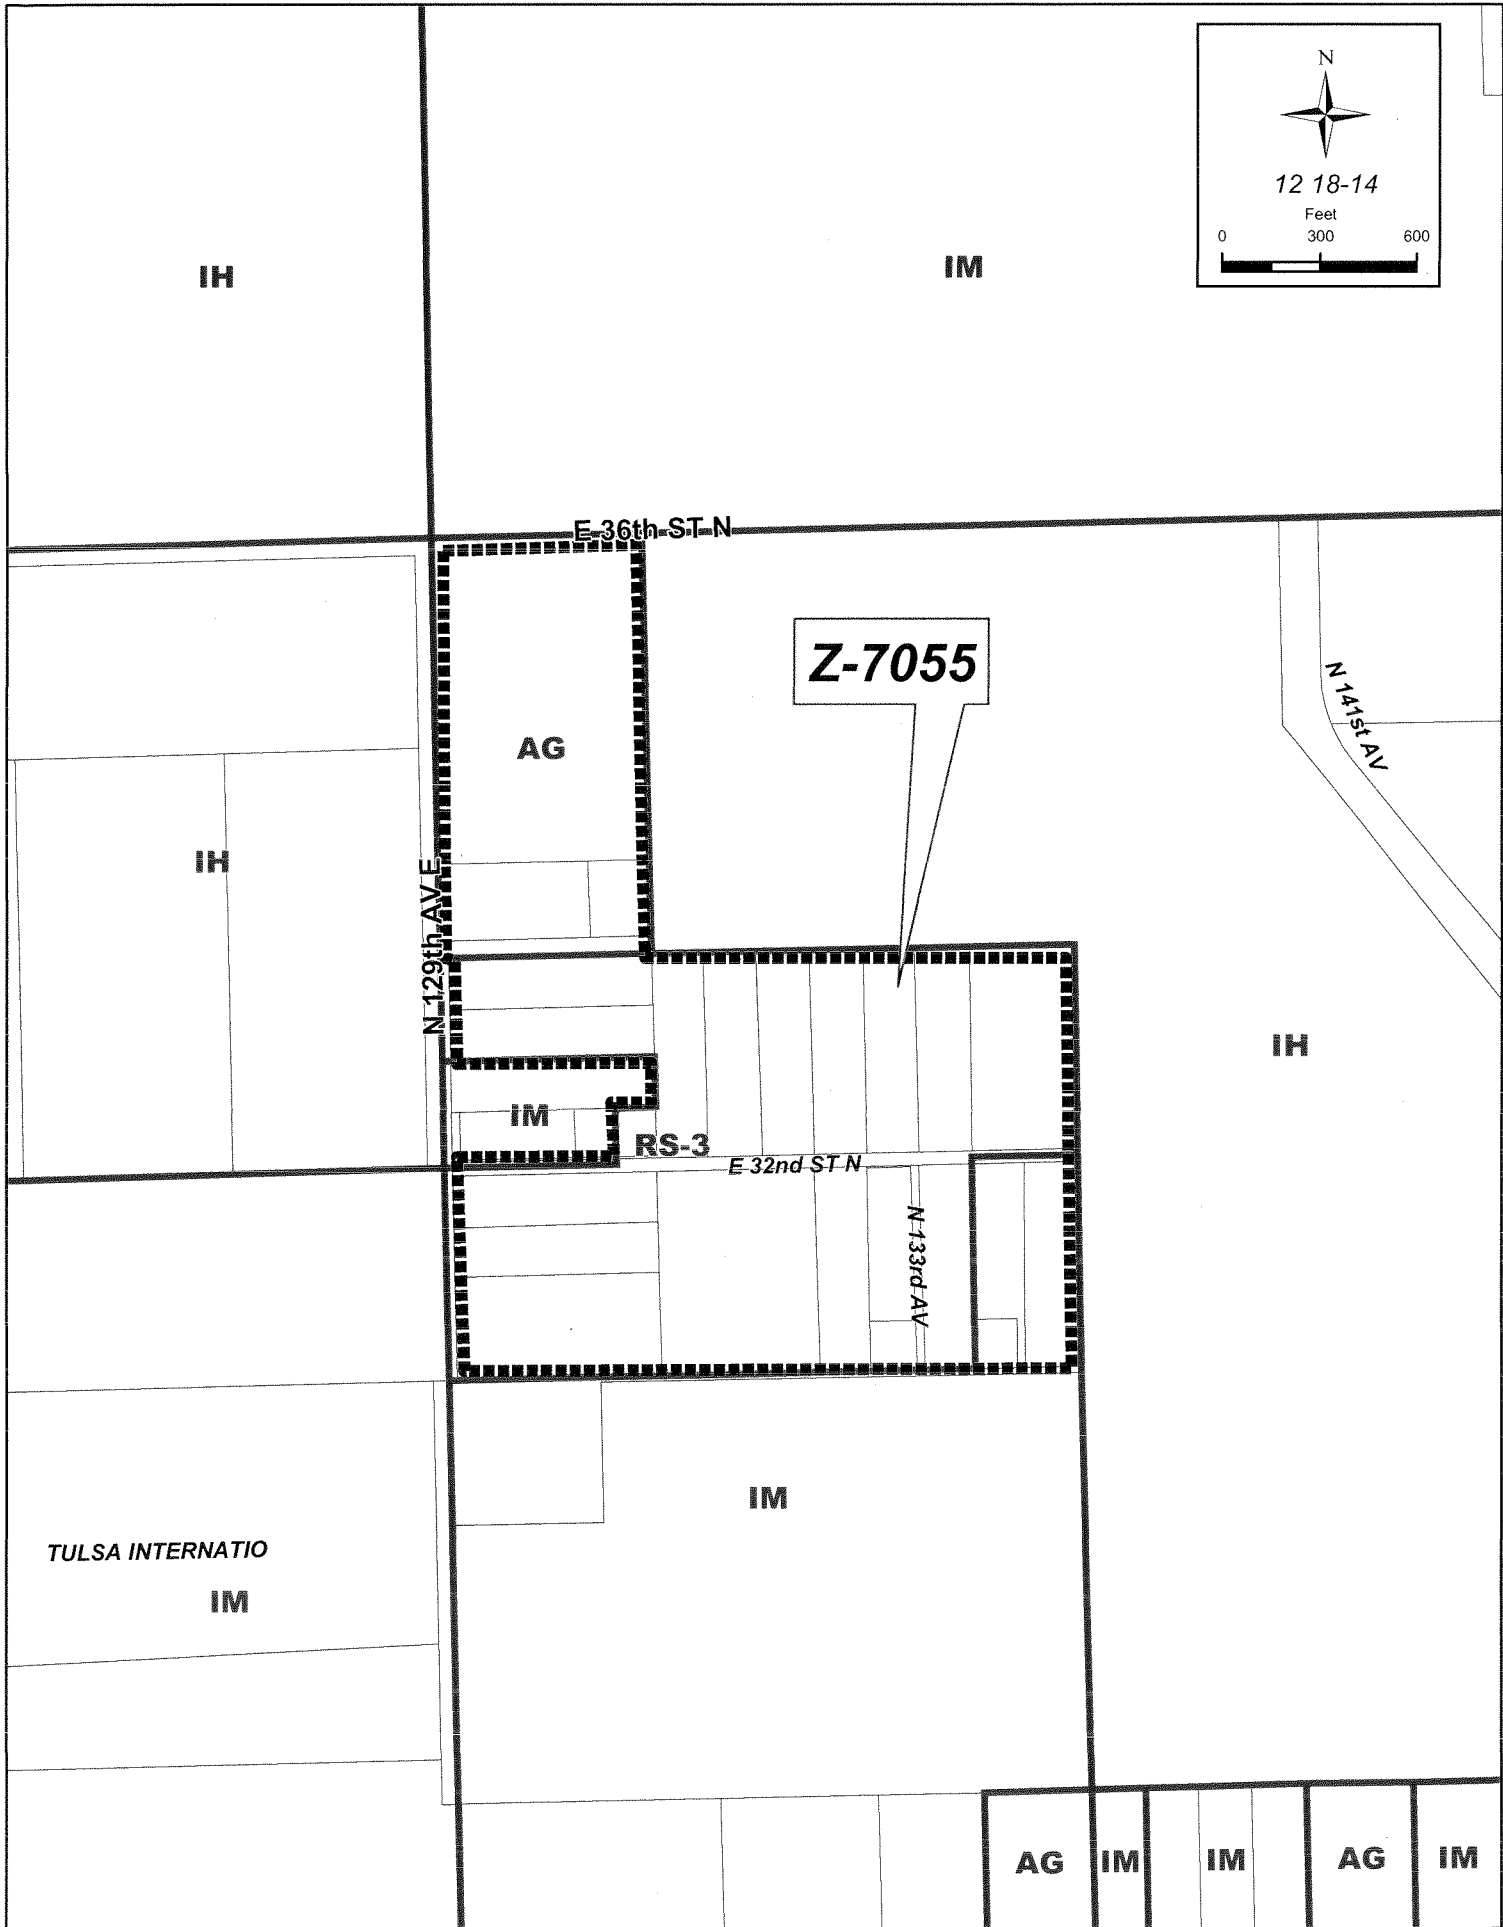 N
12 18-14
Feet
0 300 600
IH
IM
E 36th ST N
Z-7055
N 141st AV
AG
IH
N 129th AV E
IH
IM
RS-3
E 32nd ST N
N 133rd AV
IM
TULSA INTERNATIO
IM
AG
IM
IM
AG
IM